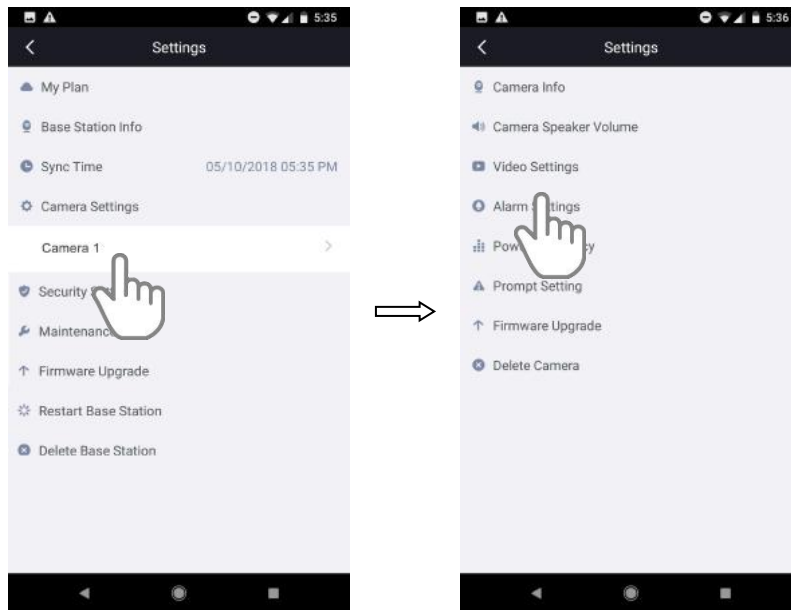 5:35
Settings
My Plan
Base Station Info
Sync Time 05/10/2018 05:35 PM
Camera Settings
Camera 1
Security
Maintenance
Firmware Upgrade
Restart Base Station
Delete Base Station
5:36
Settings
Camera Info
Camera Speaker Volume
Video Settings
Alarm
Prompt Setting
Firmware Upgrade
Delete Camera